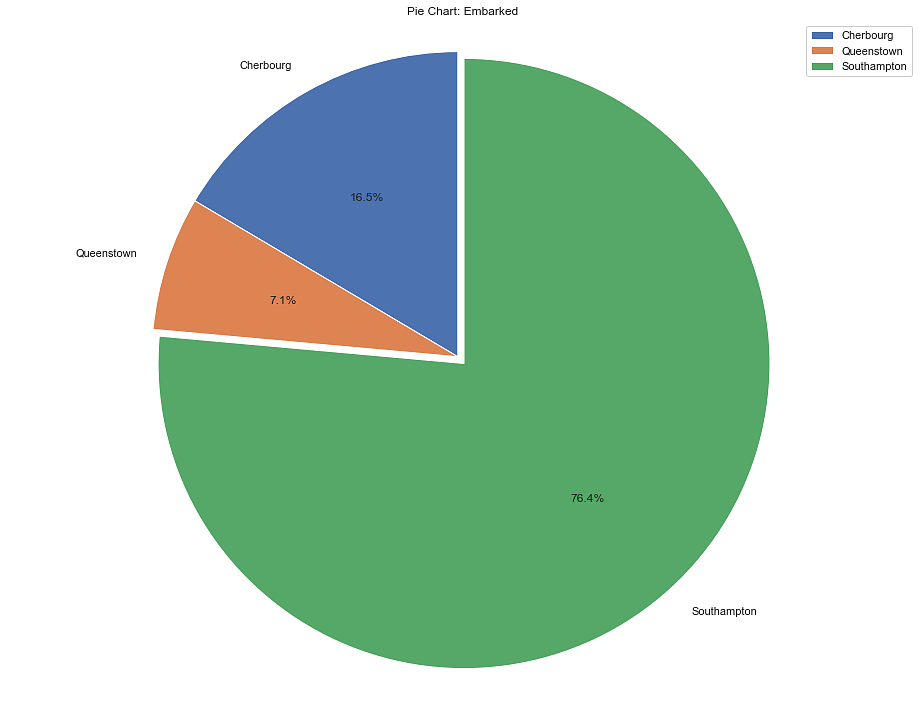 Pie Chart: Embarked
Cherbourg
Queenstown
Southampton
Cherbourg
16.5%
Queenstown
7.1%
76.4%
Southampton